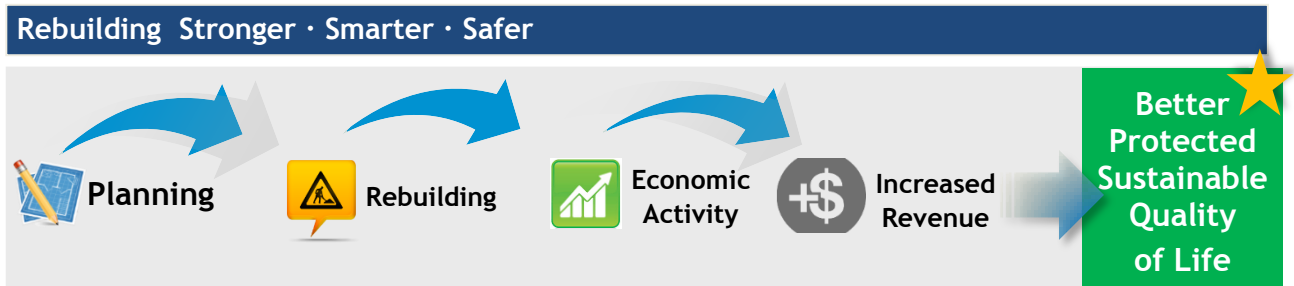 Rebuilding Stronger · Smarter · Safer
Planning
Rebuilding
Economic
Activity
+$
Increased
Revenue
Better
Protected
Sustainable
Quality
of Life